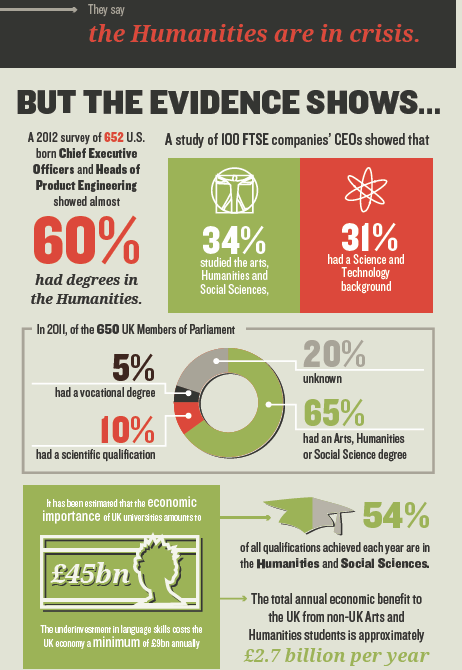 They say
the Humanities are in crisis.
BUT THE EVIDENCE SHOWS...
A 2012 survey of 652 U.S.
born Chief Executive
Officers and Heads of
Product Engineering
showed almost
60%
had degrees in
the Humanities.
A study of 100 FTSE companies' CEOs showed that
34%
studied the arts,
Humanities and
Social Sciences,
31%
had a Science and
Technology
background
In 2011, of the 650 UK Members of Parliament
5%
had a vocational degree
10%
had a scientific qualification
20%
unknown
65%
had an Arts, Humanities
or Social Science degree
It has been estimated that the economic
importance of UK universities amounts to
£45bn
The underinvestment in language skills costs the
UK economy a minimum of £9bn annually
54%
of all qualifications achieved each year are in
the Humanities and Social Sciences.
The total annual economic benefit to
the UK from non-UK Arts and
Humanities students is approximately
£2.7 billion per year